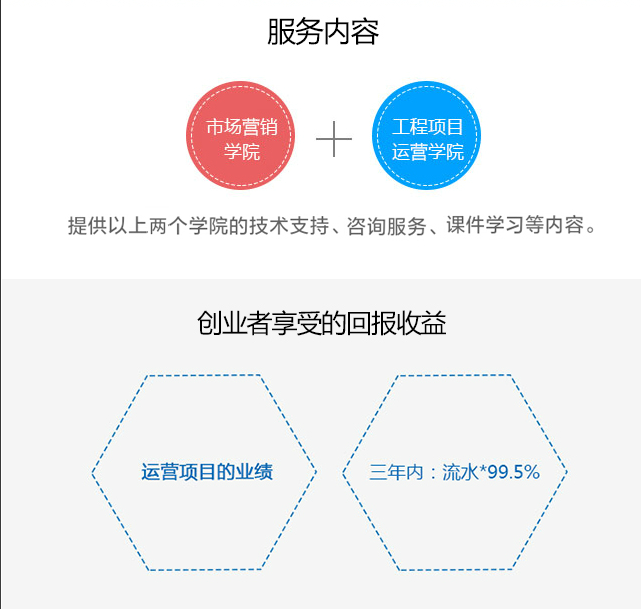 服务内容
市场营销
学院
工程项目
运营学院
提供以上两个学院的技术支持、咨询服务、课件学习等内容。
创业者享受的回报收益
运营项目的业绩
三年内：流水*99.5%